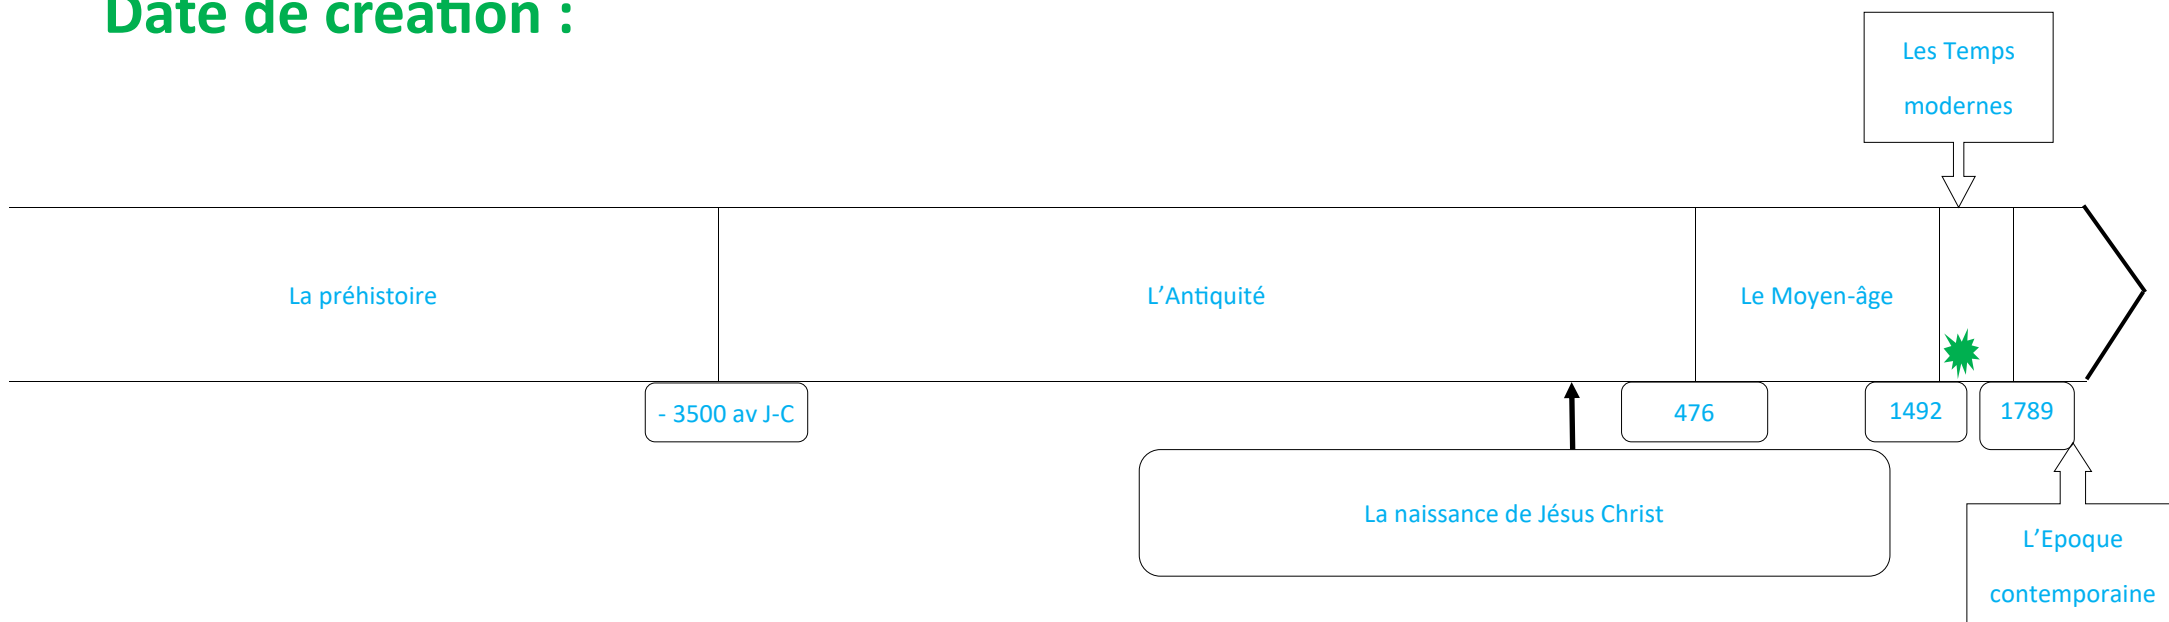 Date de création :
Les Temps
modernes
La préhistoire
L’Antiquité
Le Moyen-âge
- 3500 av J-C
476
1492
1789
La naissance de Jésus Christ
L’Epoque
contemporaine